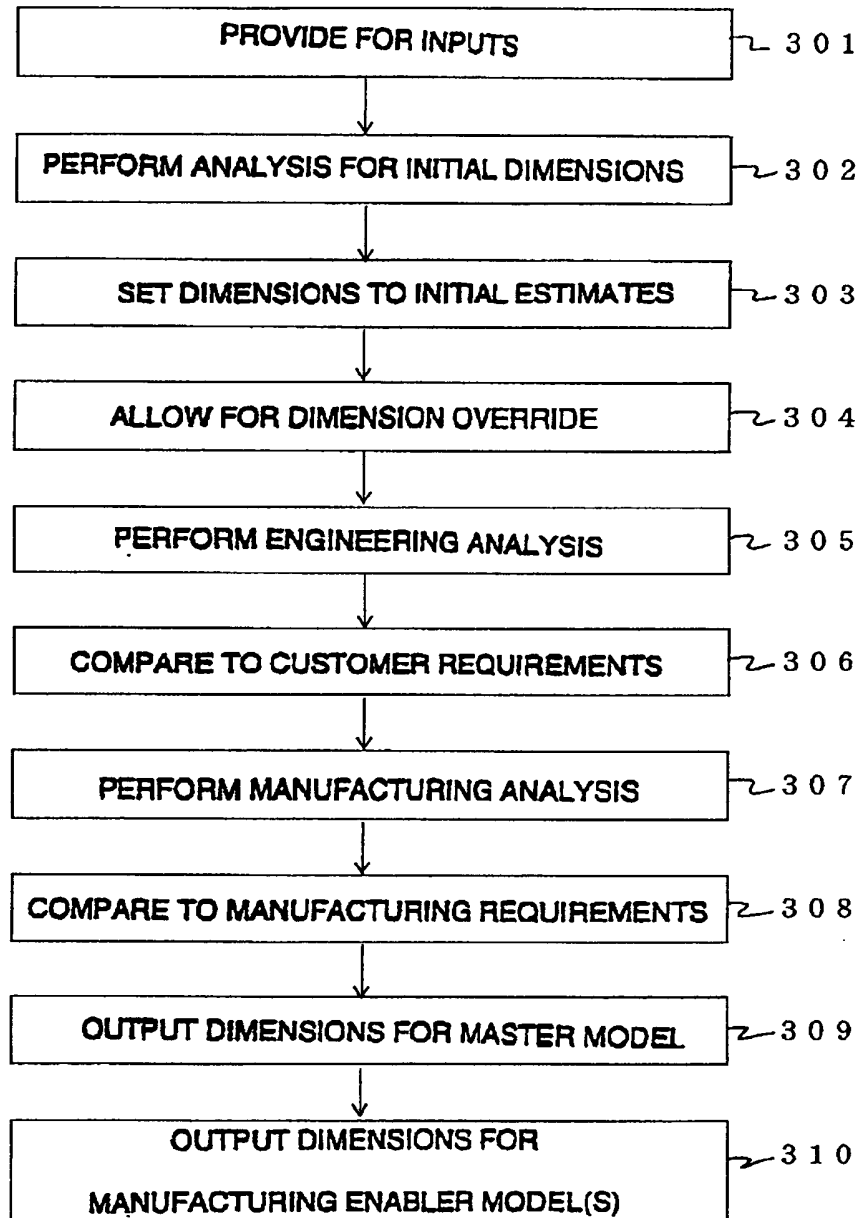 PROVIDE FOR INPUTS 301
PERFORM ANALYSIS FOR INITIAL DIMENSIONS 302
SET DIMENSIONS TO INITIAL ESTIMATES 303
ALLOW FOR DIMENSION OVERRIDE 304
PERFORM ENGINEERING ANALYSIS 305
COMPARE TO CUSTOMER REQUIREMENTS 306
PERFORM MANUFACTURING ANALYSIS 307
COMPARE TO MANUFACTURING REQUIREMENTS 308
OUTPUT DIMENSIONS FOR MASTER MODEL 309
OUTPUT DIMENSIONS FOR 310
MANUFACTURING ENABLER MODEL(S)